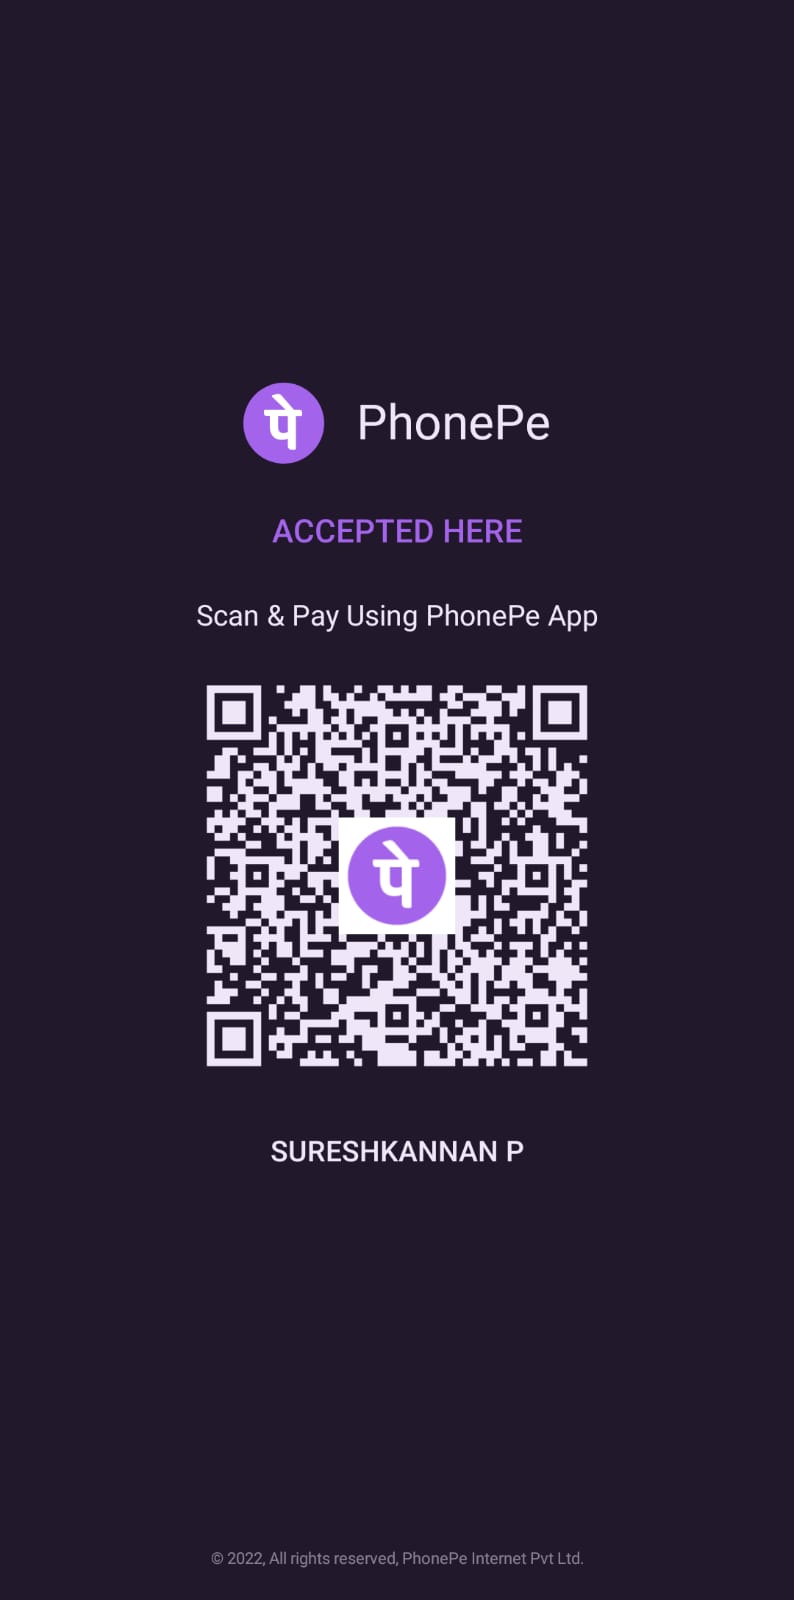 पे PhonePe
ACCEPTED HERE
Scan & Pay Using PhonePe App
पे
SURESHKANNAN P
© 2022, All rights reserved, PhonePe Internet Pvt Ltd.